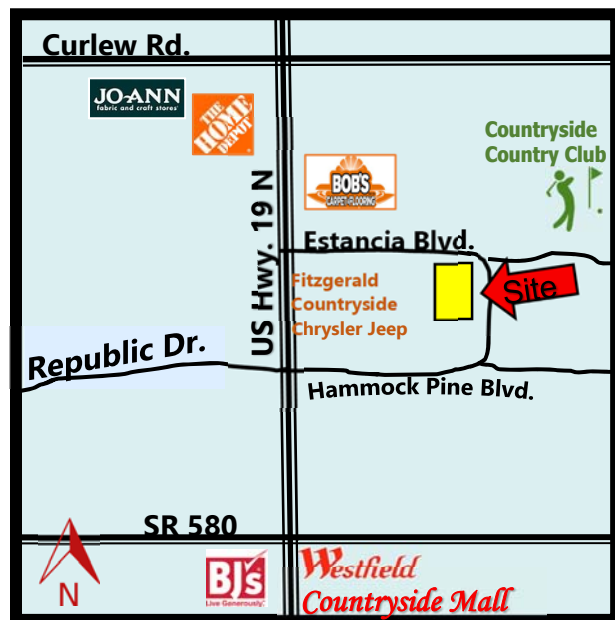 Curlew Rd.
JO-ANN
fabric and craft stores
THE
HOME
DEPOT
Countryside
Country Club
BOB'S
CARPET & FLOORING
US Hwy. 19 N
Estancia Blvd.
Fitzgerald
Countryside
Chrysler Jeep
Site
Republic Dr.
Hammock Pine Blvd.
SR 580
N
BJ's
Live Generously.
Westfield
Countryside Mall